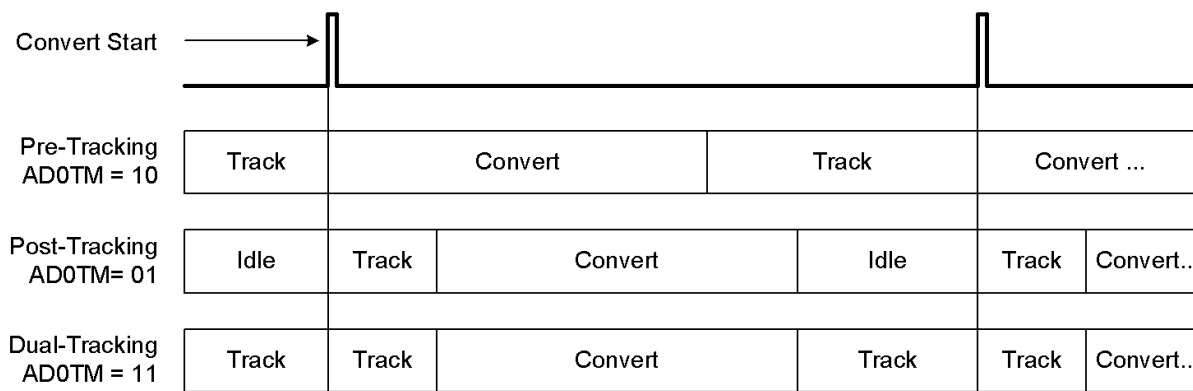 Convert Start
Pre-Tracking
AD0TM = 10
Track
Convert
Track
Convert ...
Post-Tracking
AD0TM= 01
Idle
Track
Convert
Idle
Track
Convert..
Dual-Tracking
AD0TM = 11
Track
Track
Convert
Track
Track
Convert..